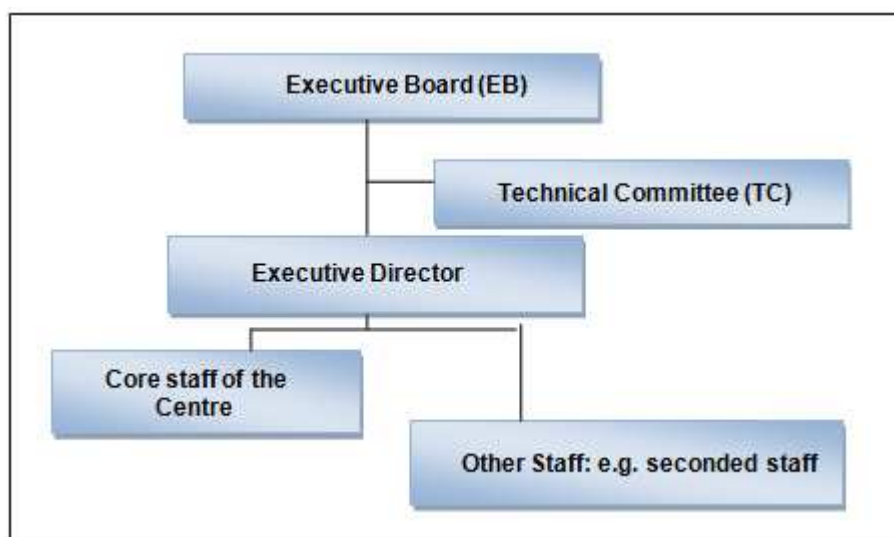 Executive Board (EB)
Technical Committee (TC)
Executive Director
Core staff of the
Centre
Other Staff: e.g. seconded staff